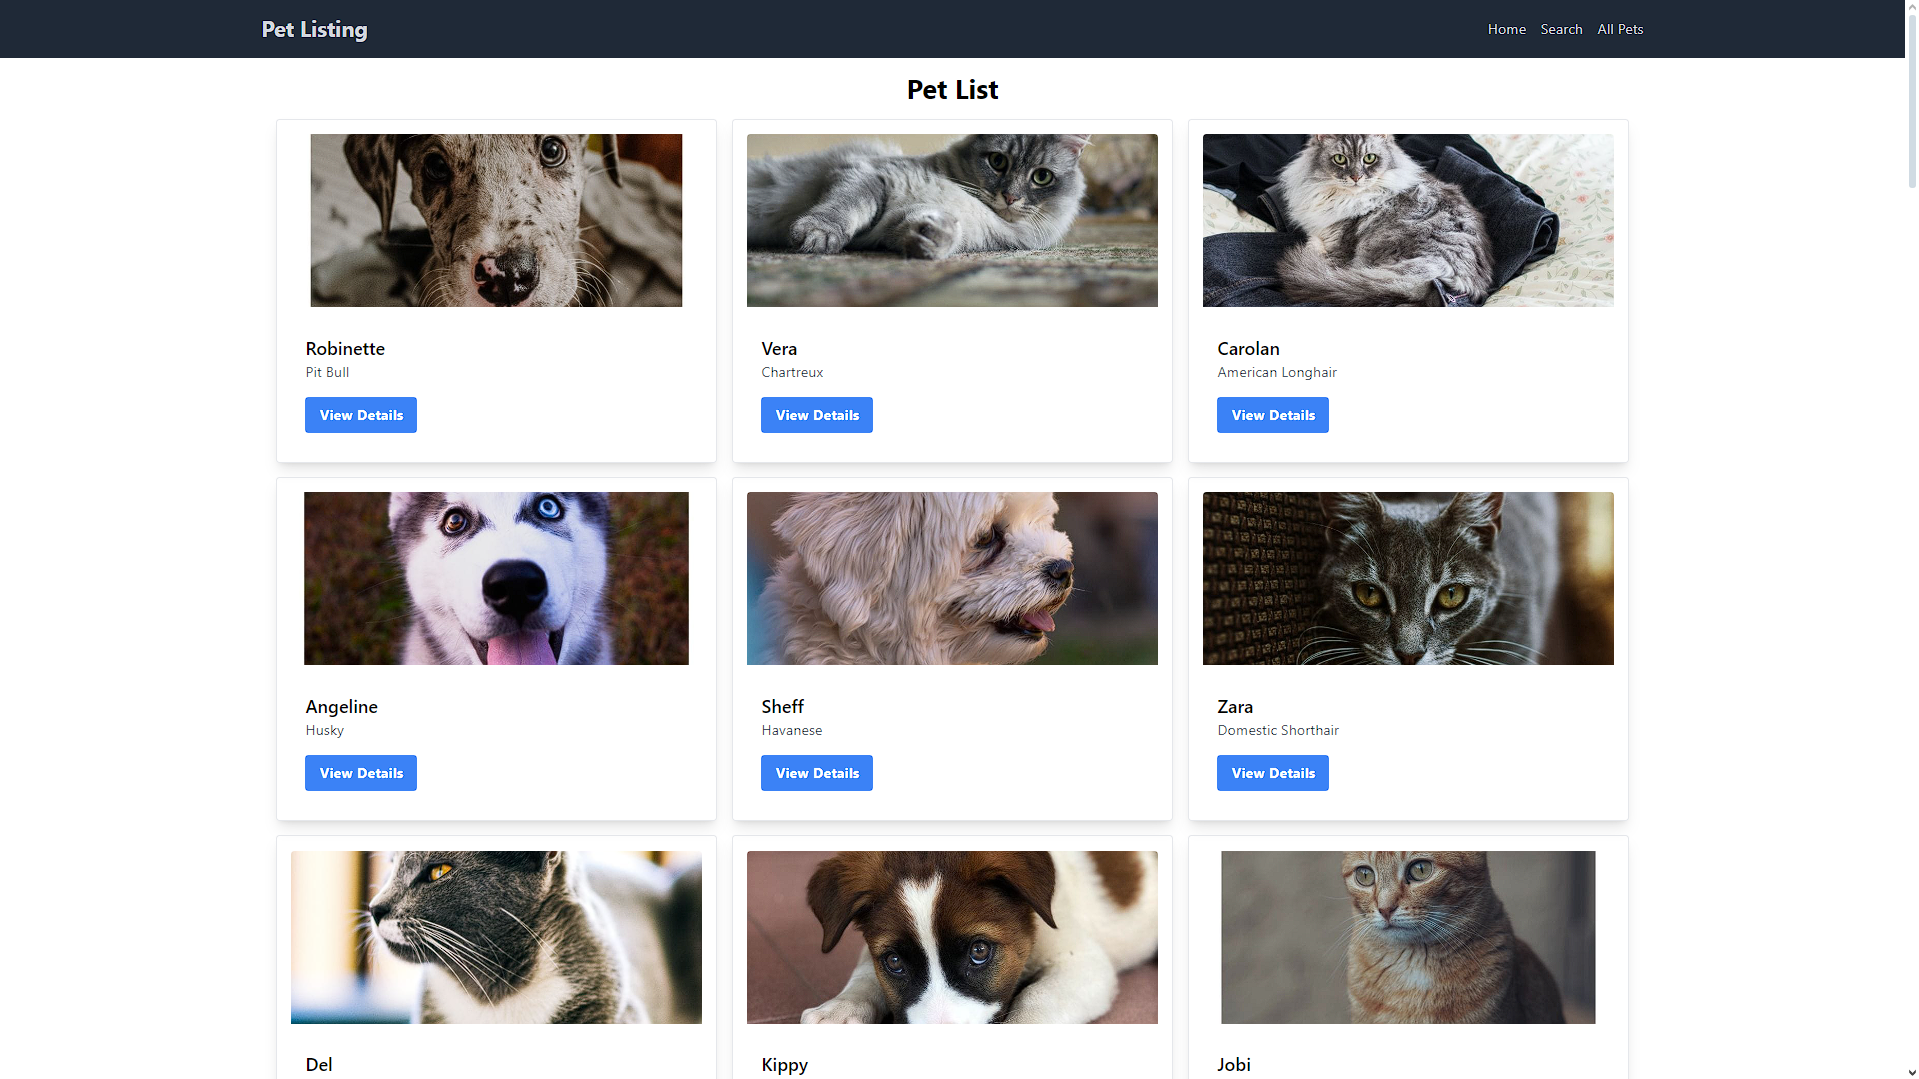 Pet Listing
Home Search All Pets
Pet List
Robinette
Pit Bull
View Details
Vera
Chartreux
View Details
Carolan
American Longhair
View Details
Angeline
Husky
View Details
Sheff
Havanese
View Details
Zara
Domestic Shorthair
View Details
Del
Kippy
Jobi